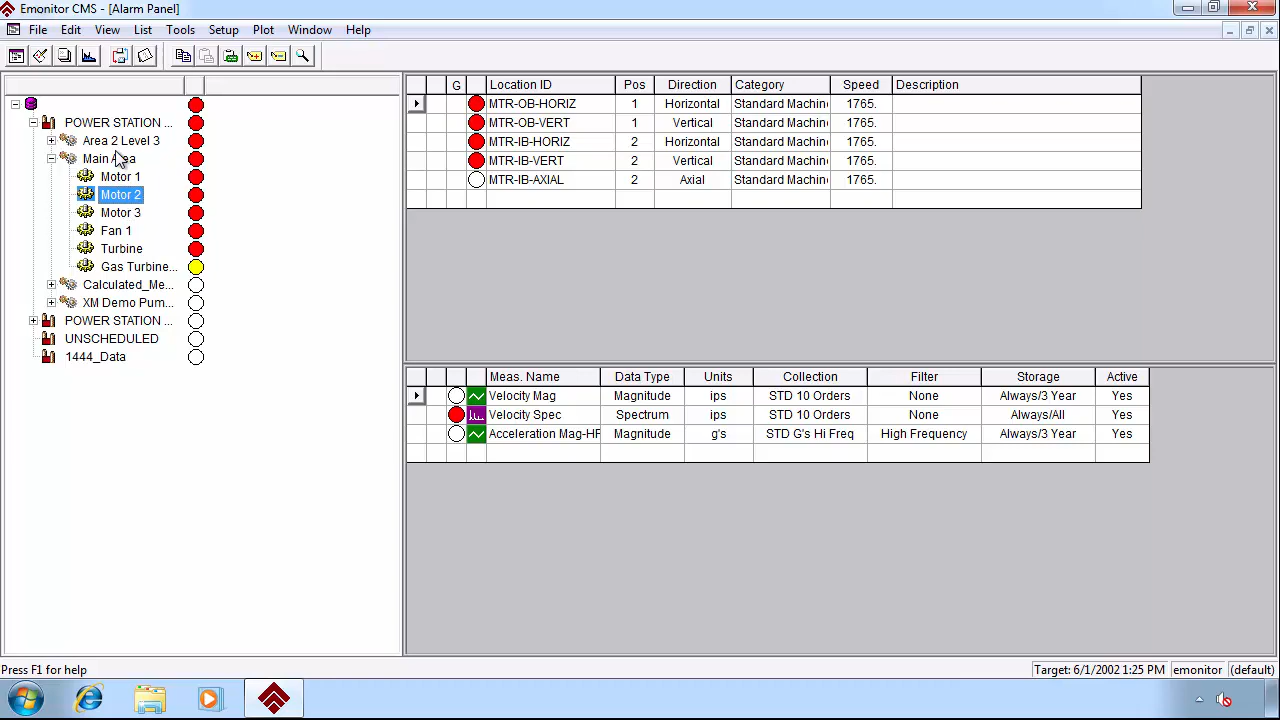 Emonitor CMS - [Alarm Panel]
File Edit View List Tools Setup Plot Window Help
G Location ID Pos Direction Category Speed Description
MTR-OB-HORIZ 1 Horizontal Standard Machin 1765.
MTR-OB-VERT 1 Vertical Standard Machin 1765.
MTR-IB-HORIZ 2 Horizontal Standard Machin 1765.
MTR-IB-VERT 2 Vertical Standard Machin 1765.
MTR-IB-AXIAL 2 Axial Standard Machin 1765.
POWER STATION ...
Area 2 Level 3
Main Area
Motor 1
Motor 2
Motor 3
Fan 1
Turbine
Gas Turbine...
Calculated_Me...
XM Demo Pum...
POWER STATION ...
UNSCHEDULED
1444_Data
Meas. Name Data Type Units Collection Filter Storage Active
Velocity Mag Magnitude ips STD 10 Orders None Always/3 Year Yes
Velocity Spec Spectrum ips STD 10 Orders None Always/All Yes
Acceleration Mag-HF Magnitude g's STD G's Hi Freq High Frequency Always/3 Year Yes
Press F1 for help
Target: 6/1/2002 1:25 PM emonitor (default)